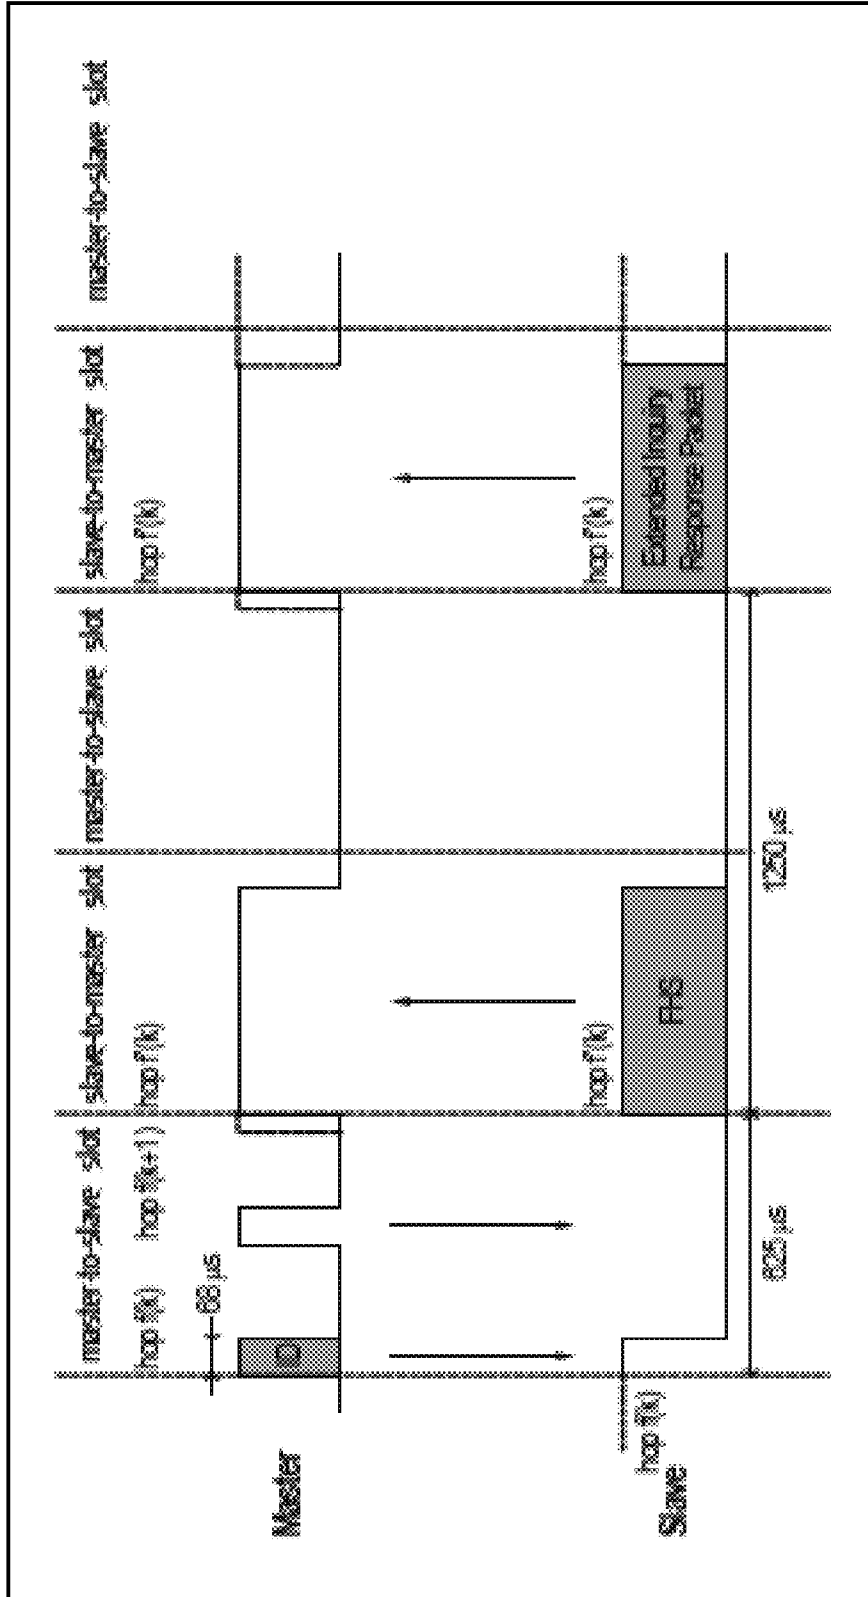 master-to-slave slot
slave-to-master slot
master-to-slave slot
slave-to-master slot
master-to-slave slot
hop f(k)
hop f(k+1)
hop f'(k)
hop f'(k)
68 µs
Master
ID
hop f'(k)
hop f'(k)
Slave
hop f(k)
FHS
Extended Inquiry
Response Packet
625 µs
1250 µs